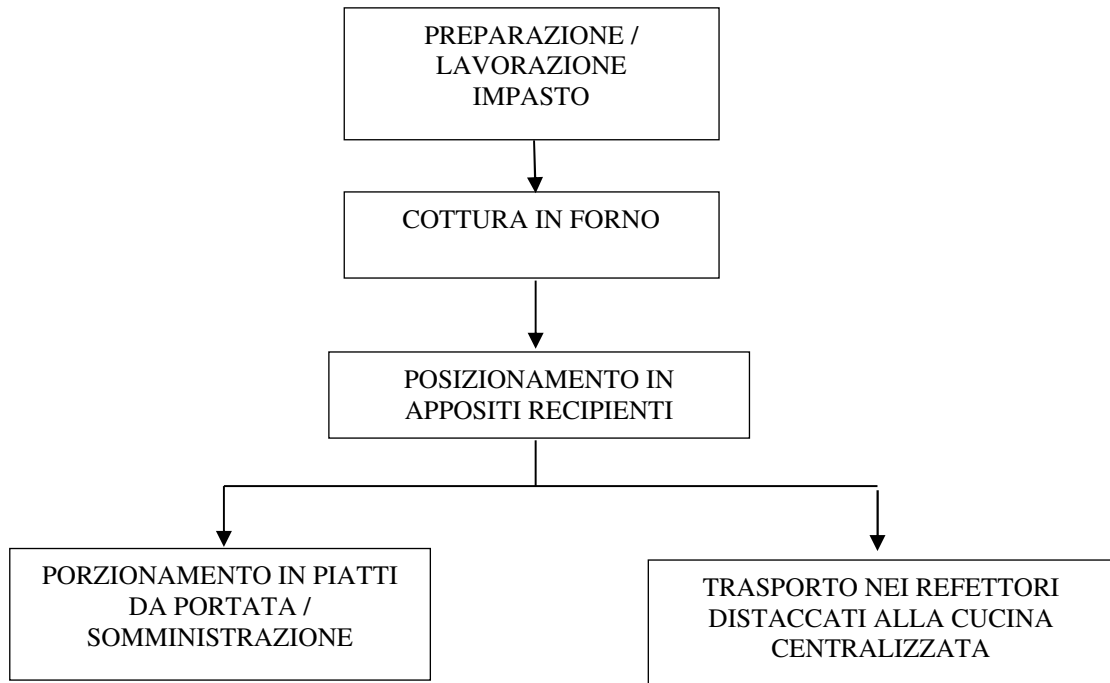 PREPARAZIONE /
LAVORAZIONE
IMPASTO
COTTURA IN FORNO
POSIZIONAMENTO IN
APPOSITI RECIPIENTI
PORZIONAMENTO IN PIATTI
DA PORTATA /
SOMMINISTRAZIONE
TRASPORTO NEI REFETTORI
DISTACCATI ALLA CUCINA
CENTRALIZZATA